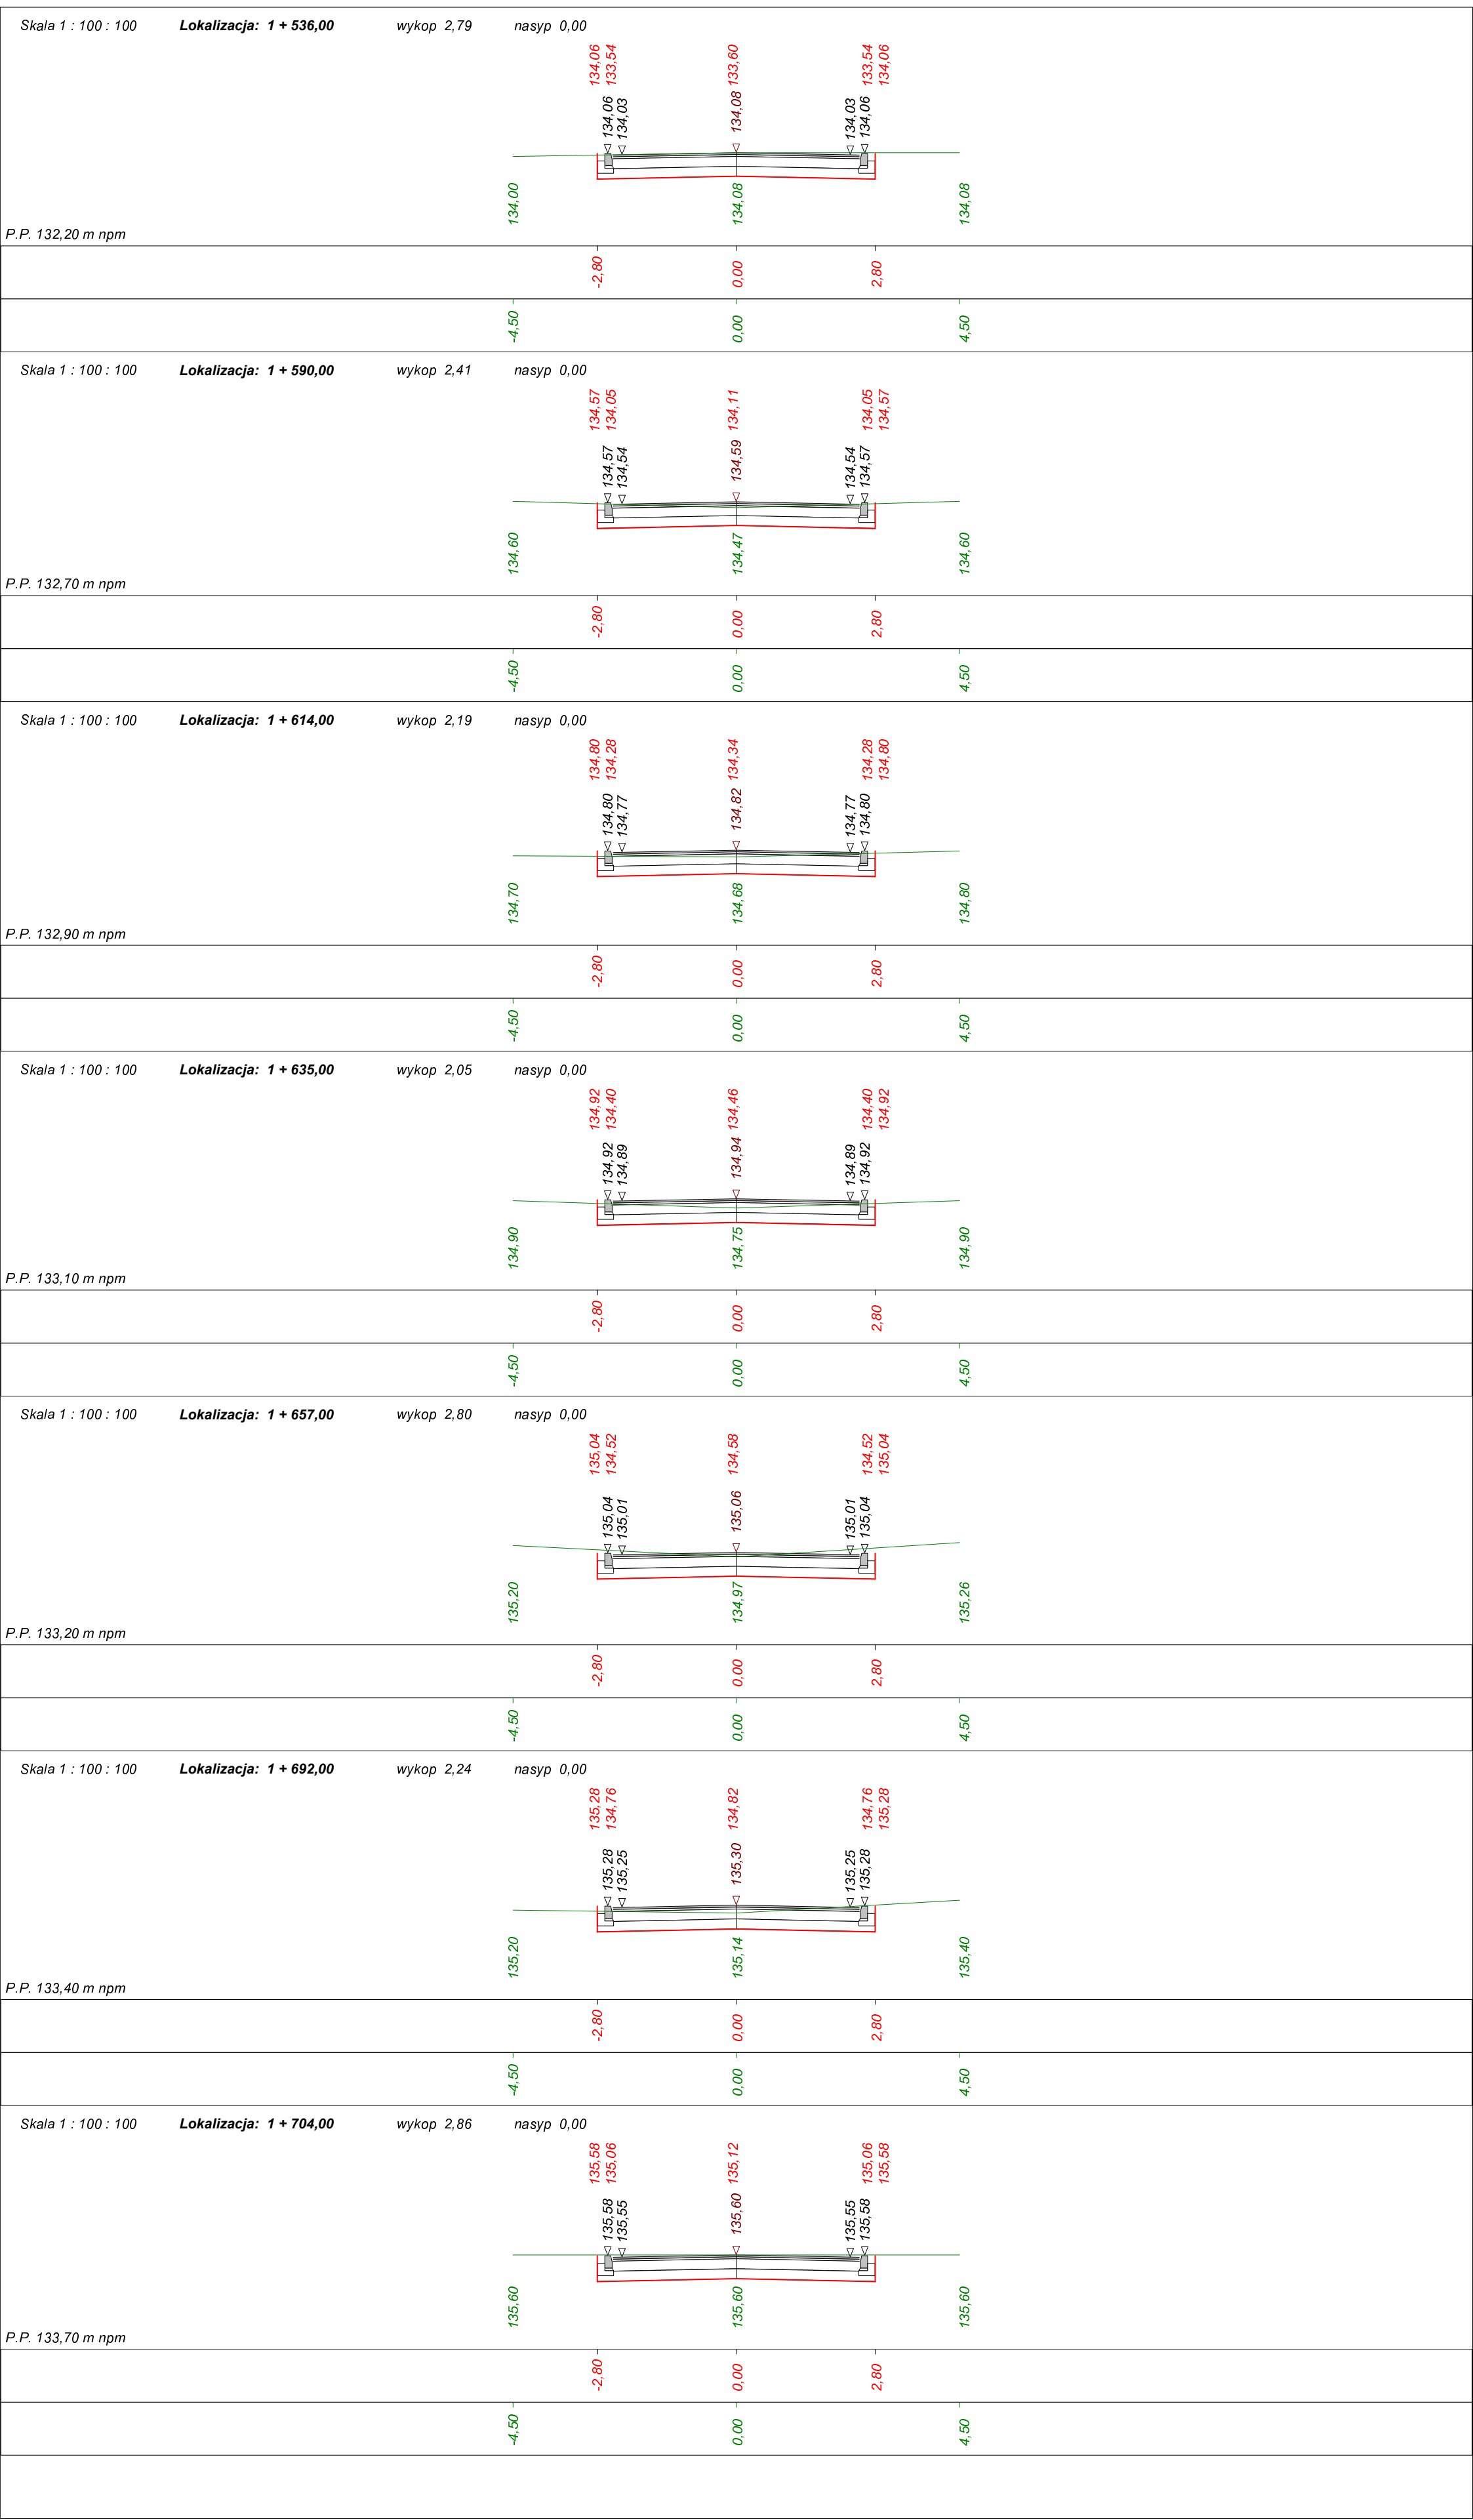 Skala 1 : 100 : 100 Lokalizacja: 1 + 536,00 wykop 2,79 nasyp 0,00
134,06 133,54 133,60 133,54 134,06
134,06 134,03 134,08 134,03 134,06
134,00 134,08 134,08
P.P. 132,20 m npm
-2,80 0,00 2,80
-4,50 0,00 4,50
Skala 1 : 100 : 100 Lokalizacja: 1 + 590,00 wykop 2,41 nasyp 0,00
134,57 134,05 134,11 134,05 134,57
134,57 134,54 134,59 134,54 134,57
134,60 134,47 134,60
P.P. 132,70 m npm
-2,80 0,00 2,80
-4,50 0,00 4,50
Skala 1 : 100 : 100 Lokalizacja: 1 + 614,00 wykop 2,19 nasyp 0,00
134,80 134,28 134,34 134,28 134,80
134,80 134,77 134,82 134,77 134,80
134,70 134,68 134,80
P.P. 132,90 m npm
-2,80 0,00 2,80
-4,50 0,00 4,50
Skala 1 : 100 : 100 Lokalizacja: 1 + 635,00 wykop 2,05 nasyp 0,00
134,92 134,40 134,46 134,40 134,92
134,92 134,89 134,94 134,89 134,92
134,90 134,75 134,90
P.P. 133,10 m npm
-2,80 0,00 2,80
-4,50 0,00 4,50
Skala 1 : 100 : 100 Lokalizacja: 1 + 657,00 wykop 2,80 nasyp 0,00
135,04 134,52 134,58 134,52 135,04
135,04 135,01 135,06 135,01 135,04
135,20 134,97 135,26
P.P. 133,20 m npm
-2,80 0,00 2,80
-4,50 0,00 4,50
Skala 1 : 100 : 100 Lokalizacja: 1 + 692,00 wykop 2,24 nasyp 0,00
135,28 134,76 134,82 134,76 135,28
135,28 135,25 135,30 135,25 135,28
135,20 135,14 135,40
P.P. 133,40 m npm
-2,80 0,00 2,80
-4,50 0,00 4,50
Skala 1 : 100 : 100 Lokalizacja: 1 + 704,00 wykop 2,86 nasyp 0,00
135,58 135,06 135,12 135,06 135,58
135,58 135,55 135,60 135,55 135,58
135,60 135,60 135,60
P.P. 133,70 m npm
-2,80 0,00 2,80
-4,50 0,00 4,50